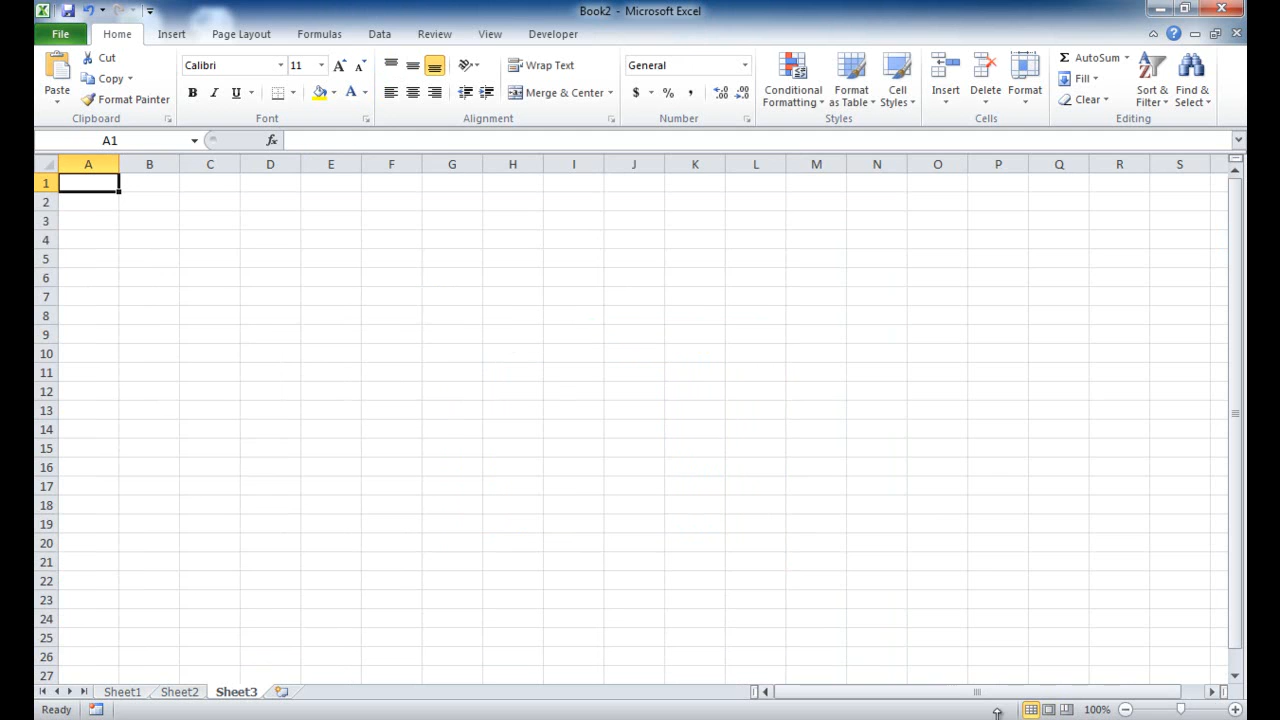 Book2 - Microsoft Excel
File Home Insert Page Layout Formulas Data Review View Developer
Cut
Copy
Format Painter
Paste
Clipboard
Calibri 11
B I U
Font
Wrap Text
Merge & Center
Alignment
General
$ % ,
Number
Conditional Formatting
Format as Table
Cell Styles
Styles
Insert Delete Format
Cells
Σ AutoSum
Fill
Clear
Sort & Filter
Find & Select
Editing
A1 fx
A B C D E F G H I J K L M N O P Q R S
1
2
3
4
5
6
7
8
9
10
11
12
13
14
15
16
17
18
19
20
21
22
23
24
25
26
27
Sheet1 Sheet2 Sheet3
Ready 100%